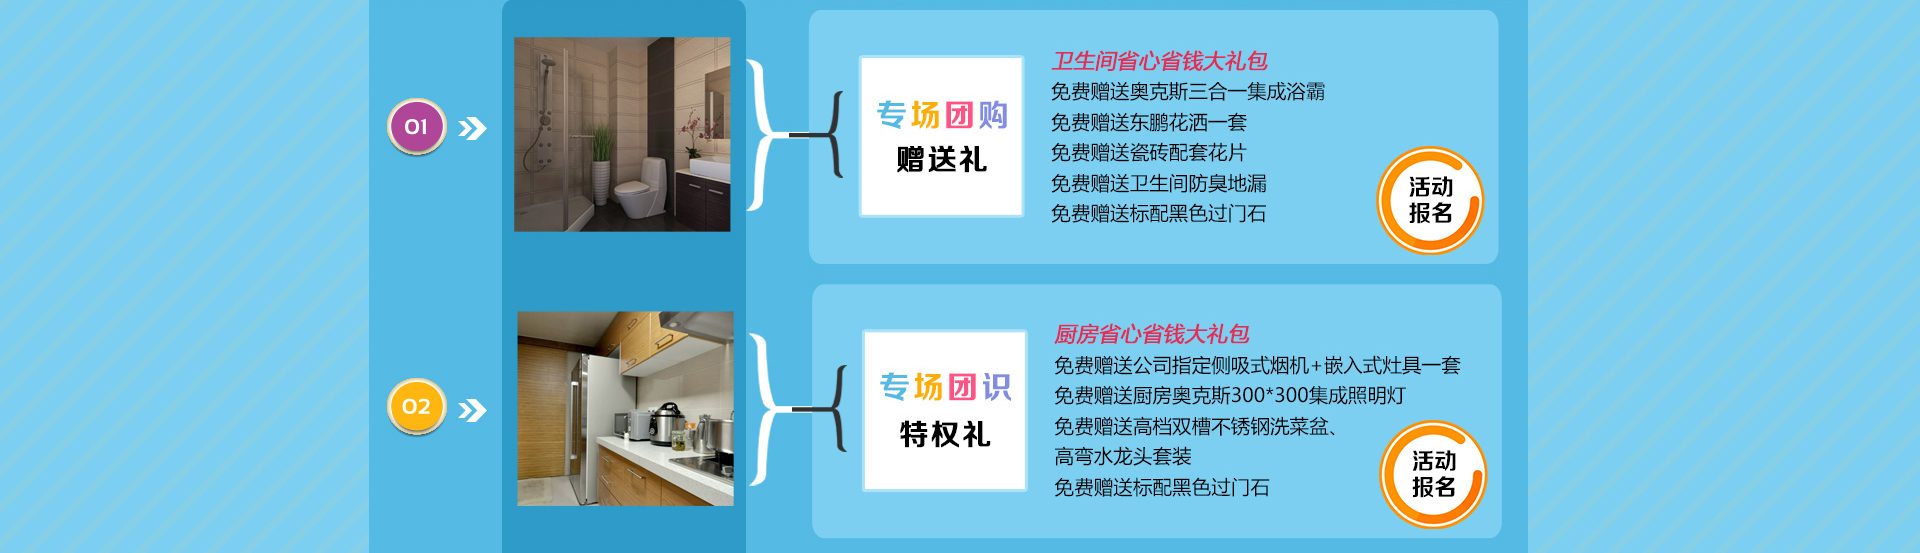 01
专场团购
赠送礼
卫生间省心省钱大礼包
免费赠送奥克斯三合一集成浴霸
免费赠送东鹏花洒一套
免费赠送瓷砖配套花片
免费赠送卫生间防臭地漏
免费赠送标配黑色过门石
活动
报名
02
专场团识
特权礼
厨房省心省钱大礼包
免费赠送公司指定侧吸式烟机+嵌入式灶具一套
免费赠送厨房奥克斯300*300集成照明灯
免费赠送高档双槽不锈钢洗菜盆、
高弯水龙头套装
免费赠送标配黑色过门石
活动
报名